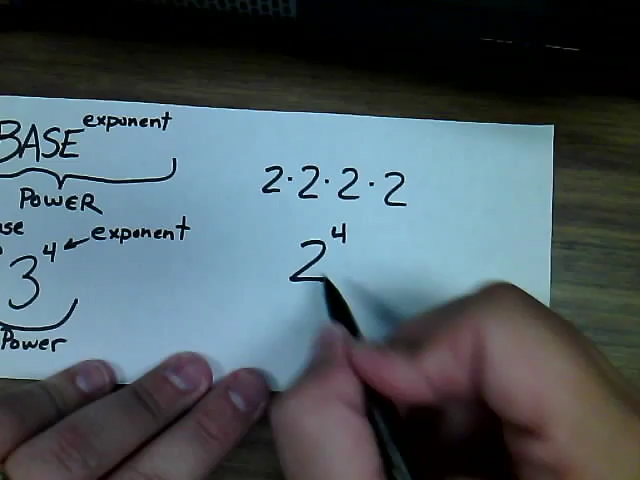 BASE^exponent
POWER
3^4 ← exponent
Power
2·2·2·2
2^4